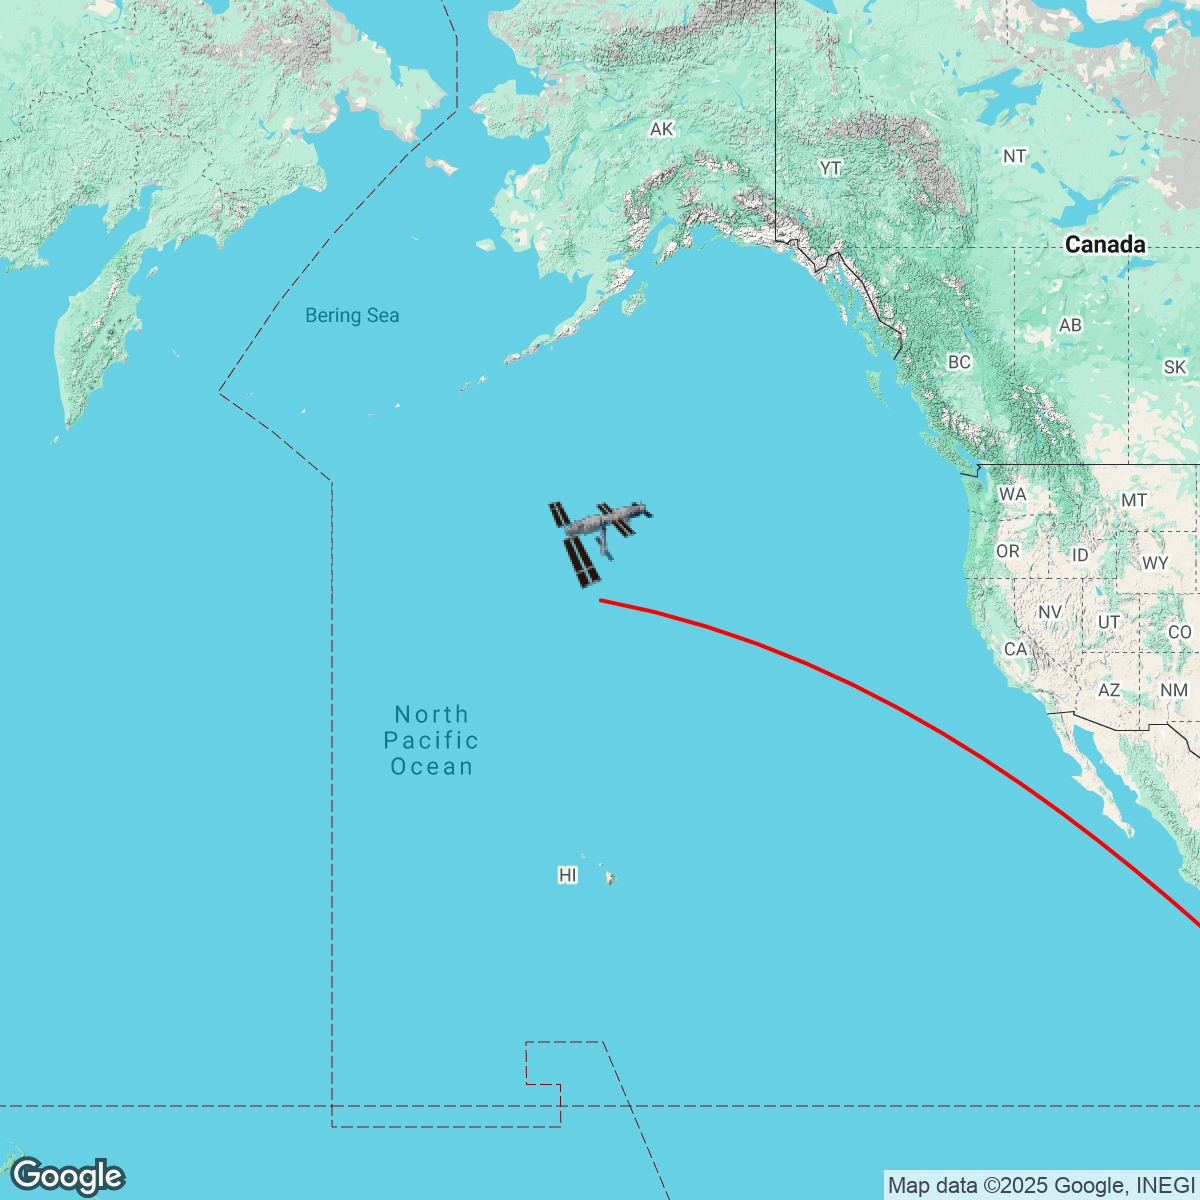 AK
YT
NT
Canada
Bering Sea
AB
BC
SK
WA
MT
OR
ID
WY
NV
UT
CO
CA
AZ
NM
North
Pacific
Ocean
HI
Google
Map data ©2025 Google, INEGI